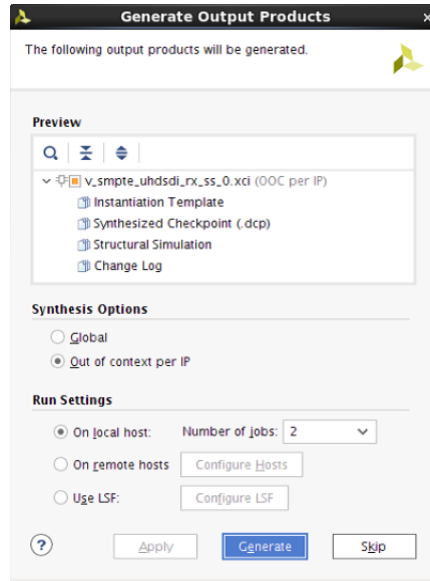 Generate Output Products
The following output products will be generated.
Preview
v_smpte_uhdsdi_rx_ss_0.xci (OOC per IP)
Instantiation Template
Synthesized Checkpoint (.dcp)
Structural Simulation
Change Log
Synthesis Options
Global
Out of context per IP
Run Settings
On local host: Number of jobs: 2
On remote hosts Configure Hosts
Use LSF: Configure LSF
? Apply Generate Skip